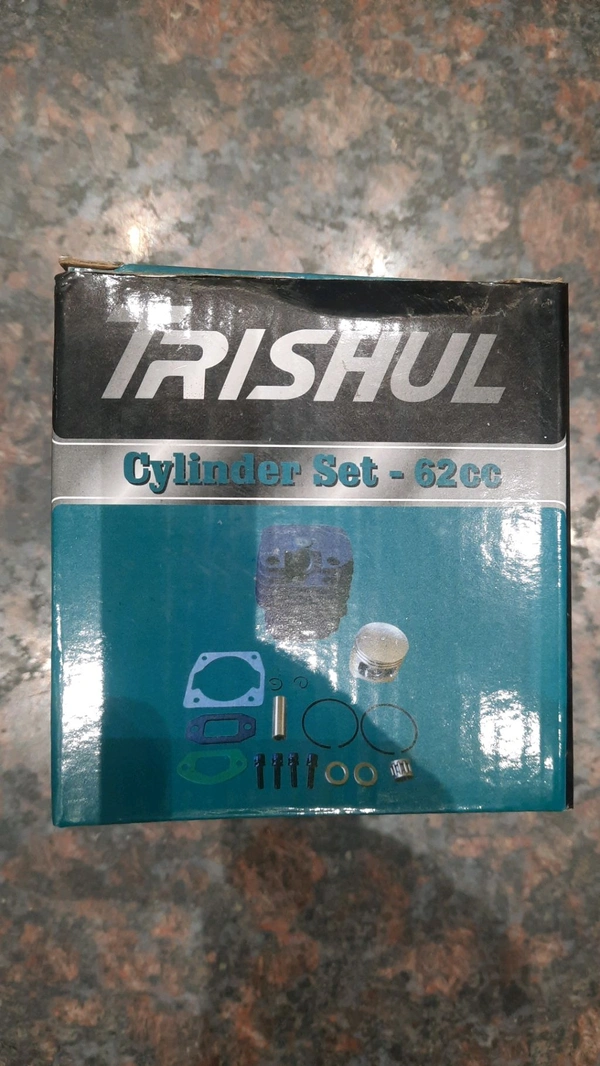 TRISHUL
Cylinder Set - 62cc